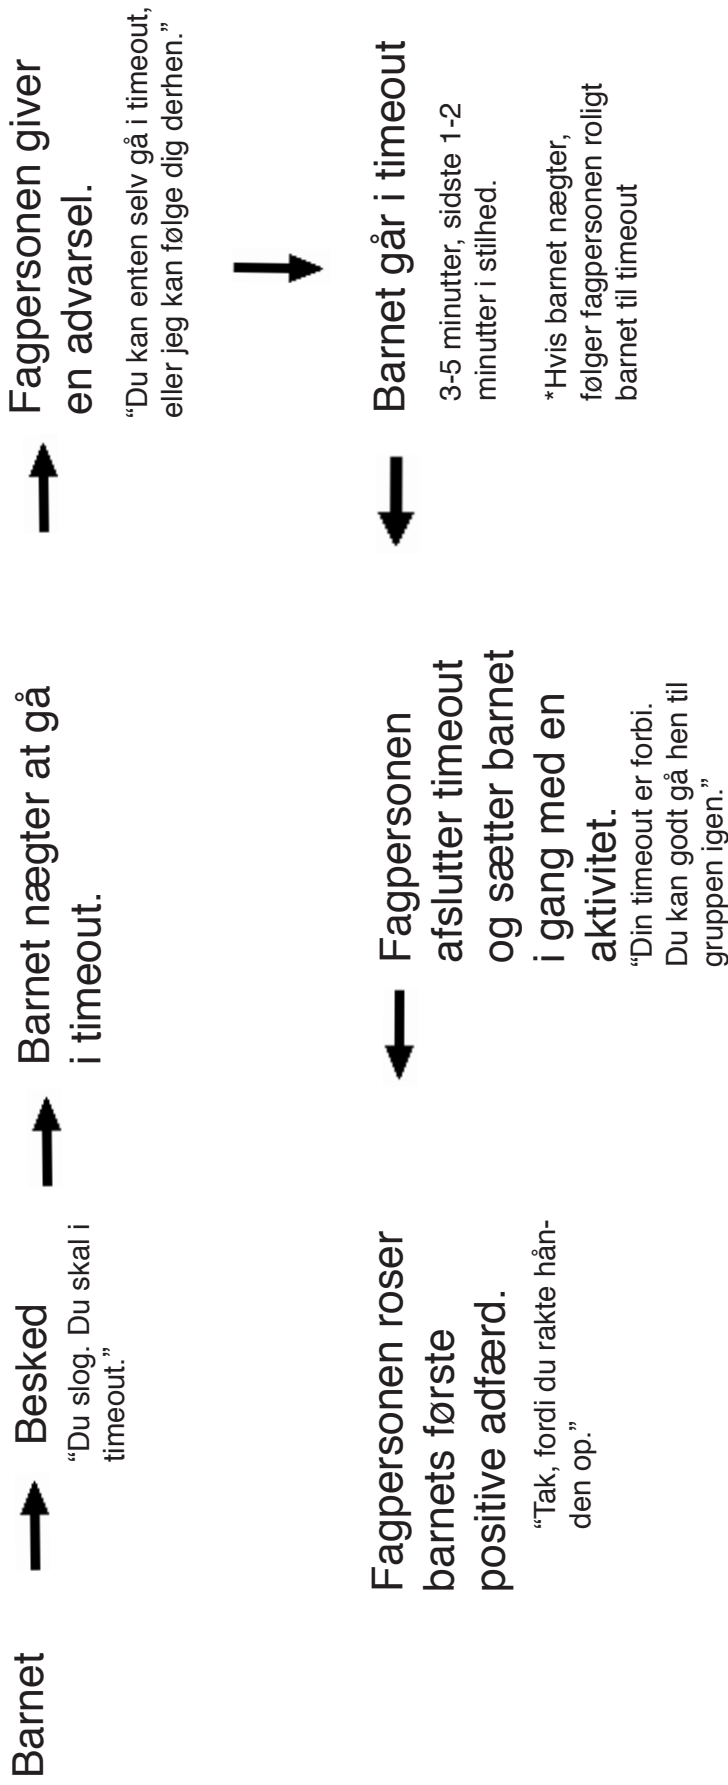 Barnet
Besked
“Du slog. Du skal i
timeout.”
Barnet nægter at gå
i timeout.
Fagpersonen giver
en advarsel.
“Du kan enten selv gå i timeout,
eller jeg kan følge dig derhen.”
Barnet går i timeout
3-5 minutter, sidste 1-2
minutter i stilhed.
*Hvis barnet nægter,
følger fagpersonen roligt
barnet til timeout
Fagpersonen
afslutter timeout
og sætter barnet
i gang med en
aktivitet.
“Din timeout er forbi.
Du kan godt gå hen til
gruppen igen.”
Fagpersonen roser
barnets første
positive adfærd.
“Tak, fordi du rakte hån-
den op.”